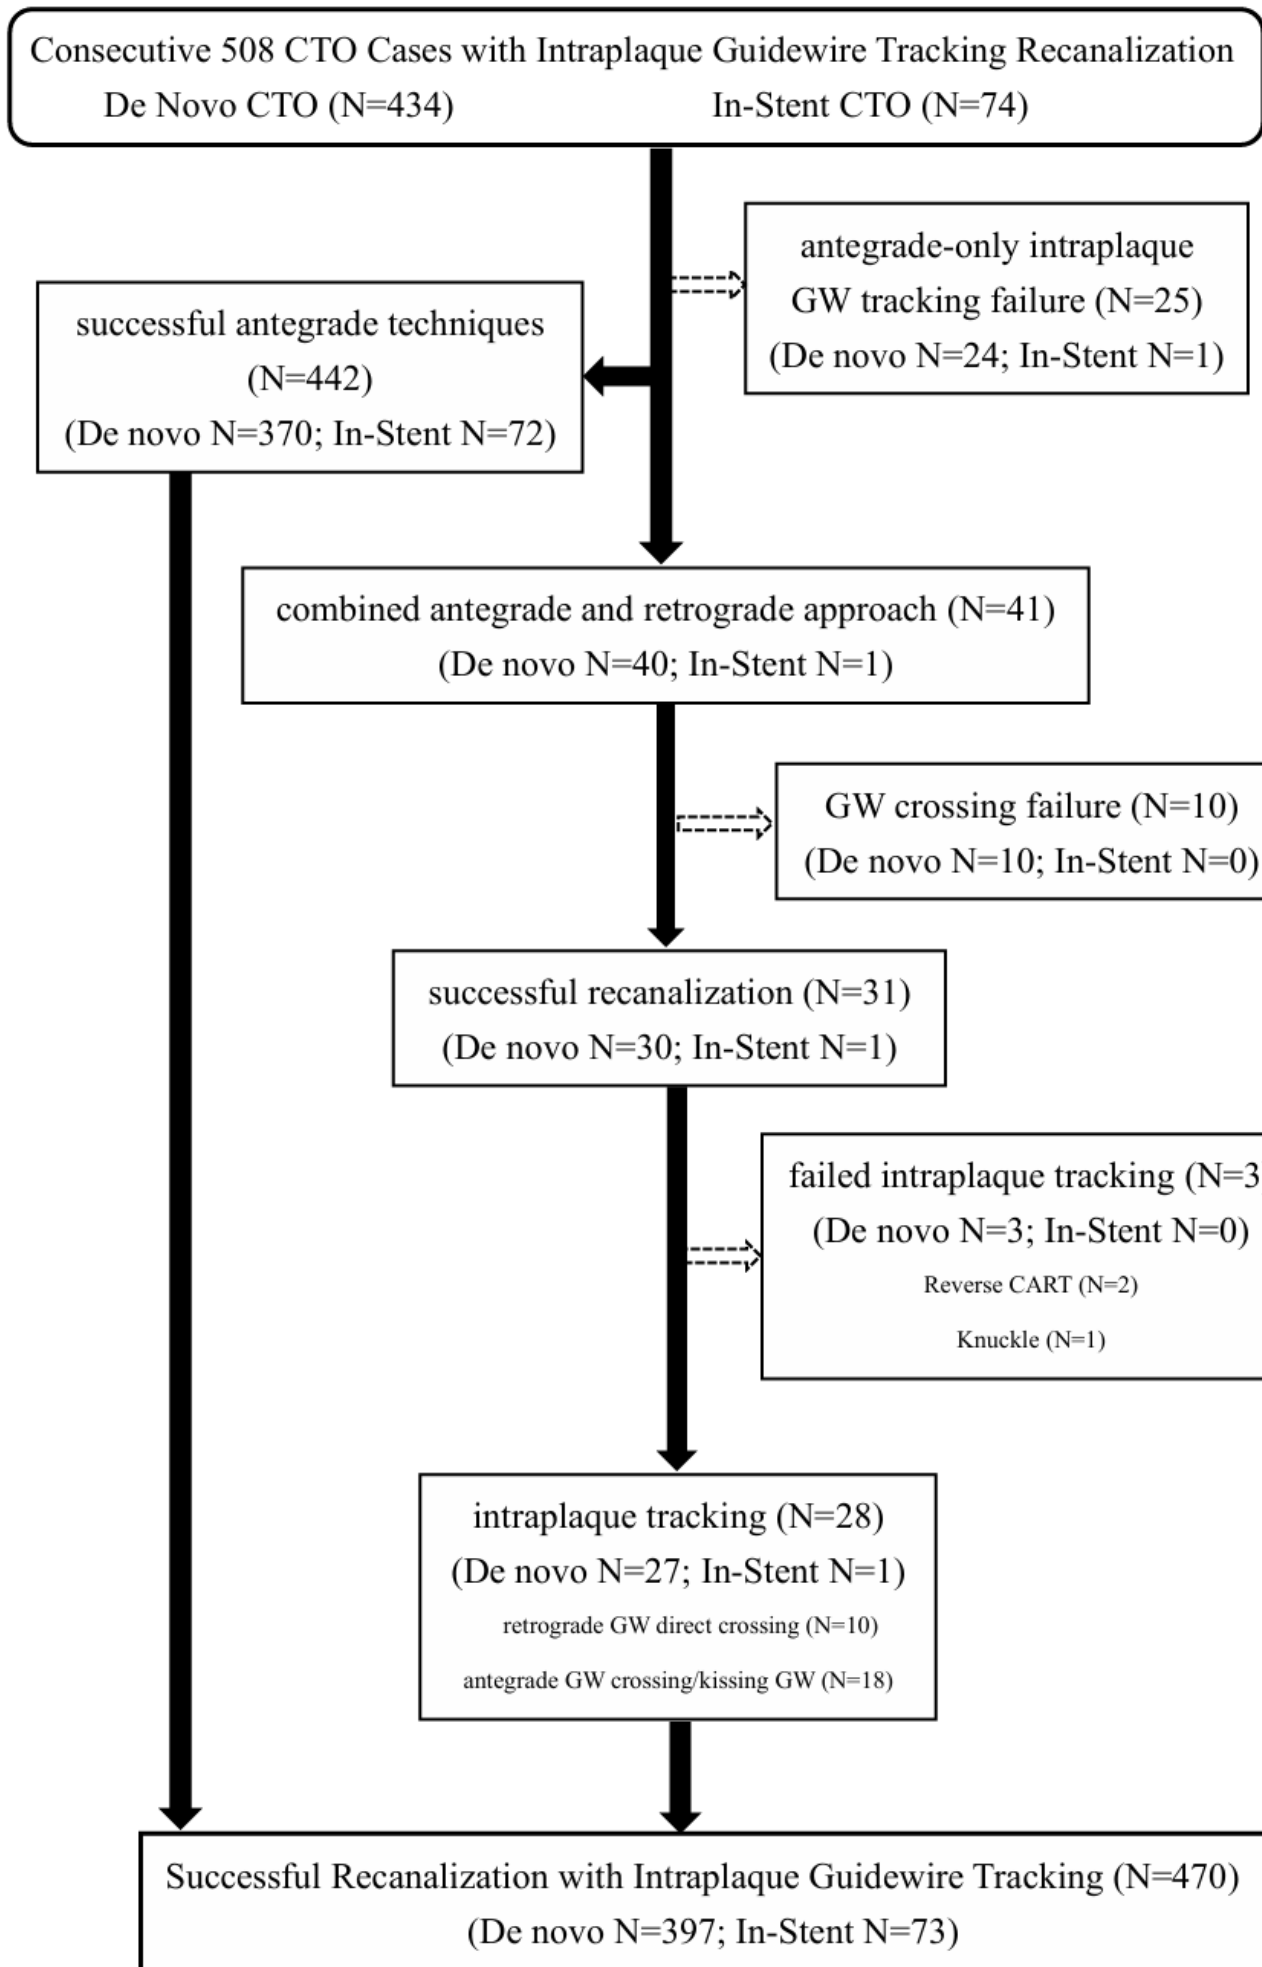 Consecutive 508 CTO Cases with Intraplaque Guidewire Tracking Recanalization
De Novo CTO (N=434) In-Stent CTO (N=74)
antegrade-only intraplaque
GW tracking failure (N=25)
(De novo N=24; In-Stent N=1)
successful antegrade techniques
(N=442)
(De novo N=370; In-Stent N=72)
combined antegrade and retrograde approach (N=41)
(De novo N=40; In-Stent N=1)
GW crossing failure (N=10)
(De novo N=10; In-Stent N=0)
successful recanalization (N=31)
(De novo N=30; In-Stent N=1)
failed intraplaque tracking (N=3
(De novo N=3; In-Stent N=0)
Reverse CART (N=2)
Knuckle (N=1)
intraplaque tracking (N=28)
(De novo N=27; In-Stent N=1)
retrograde GW direct crossing (N=10)
antegrade GW crossing/kissing GW (N=18)
Successful Recanalization with Intraplaque Guidewire Tracking (N=470)
(De novo N=397; In-Stent N=73)